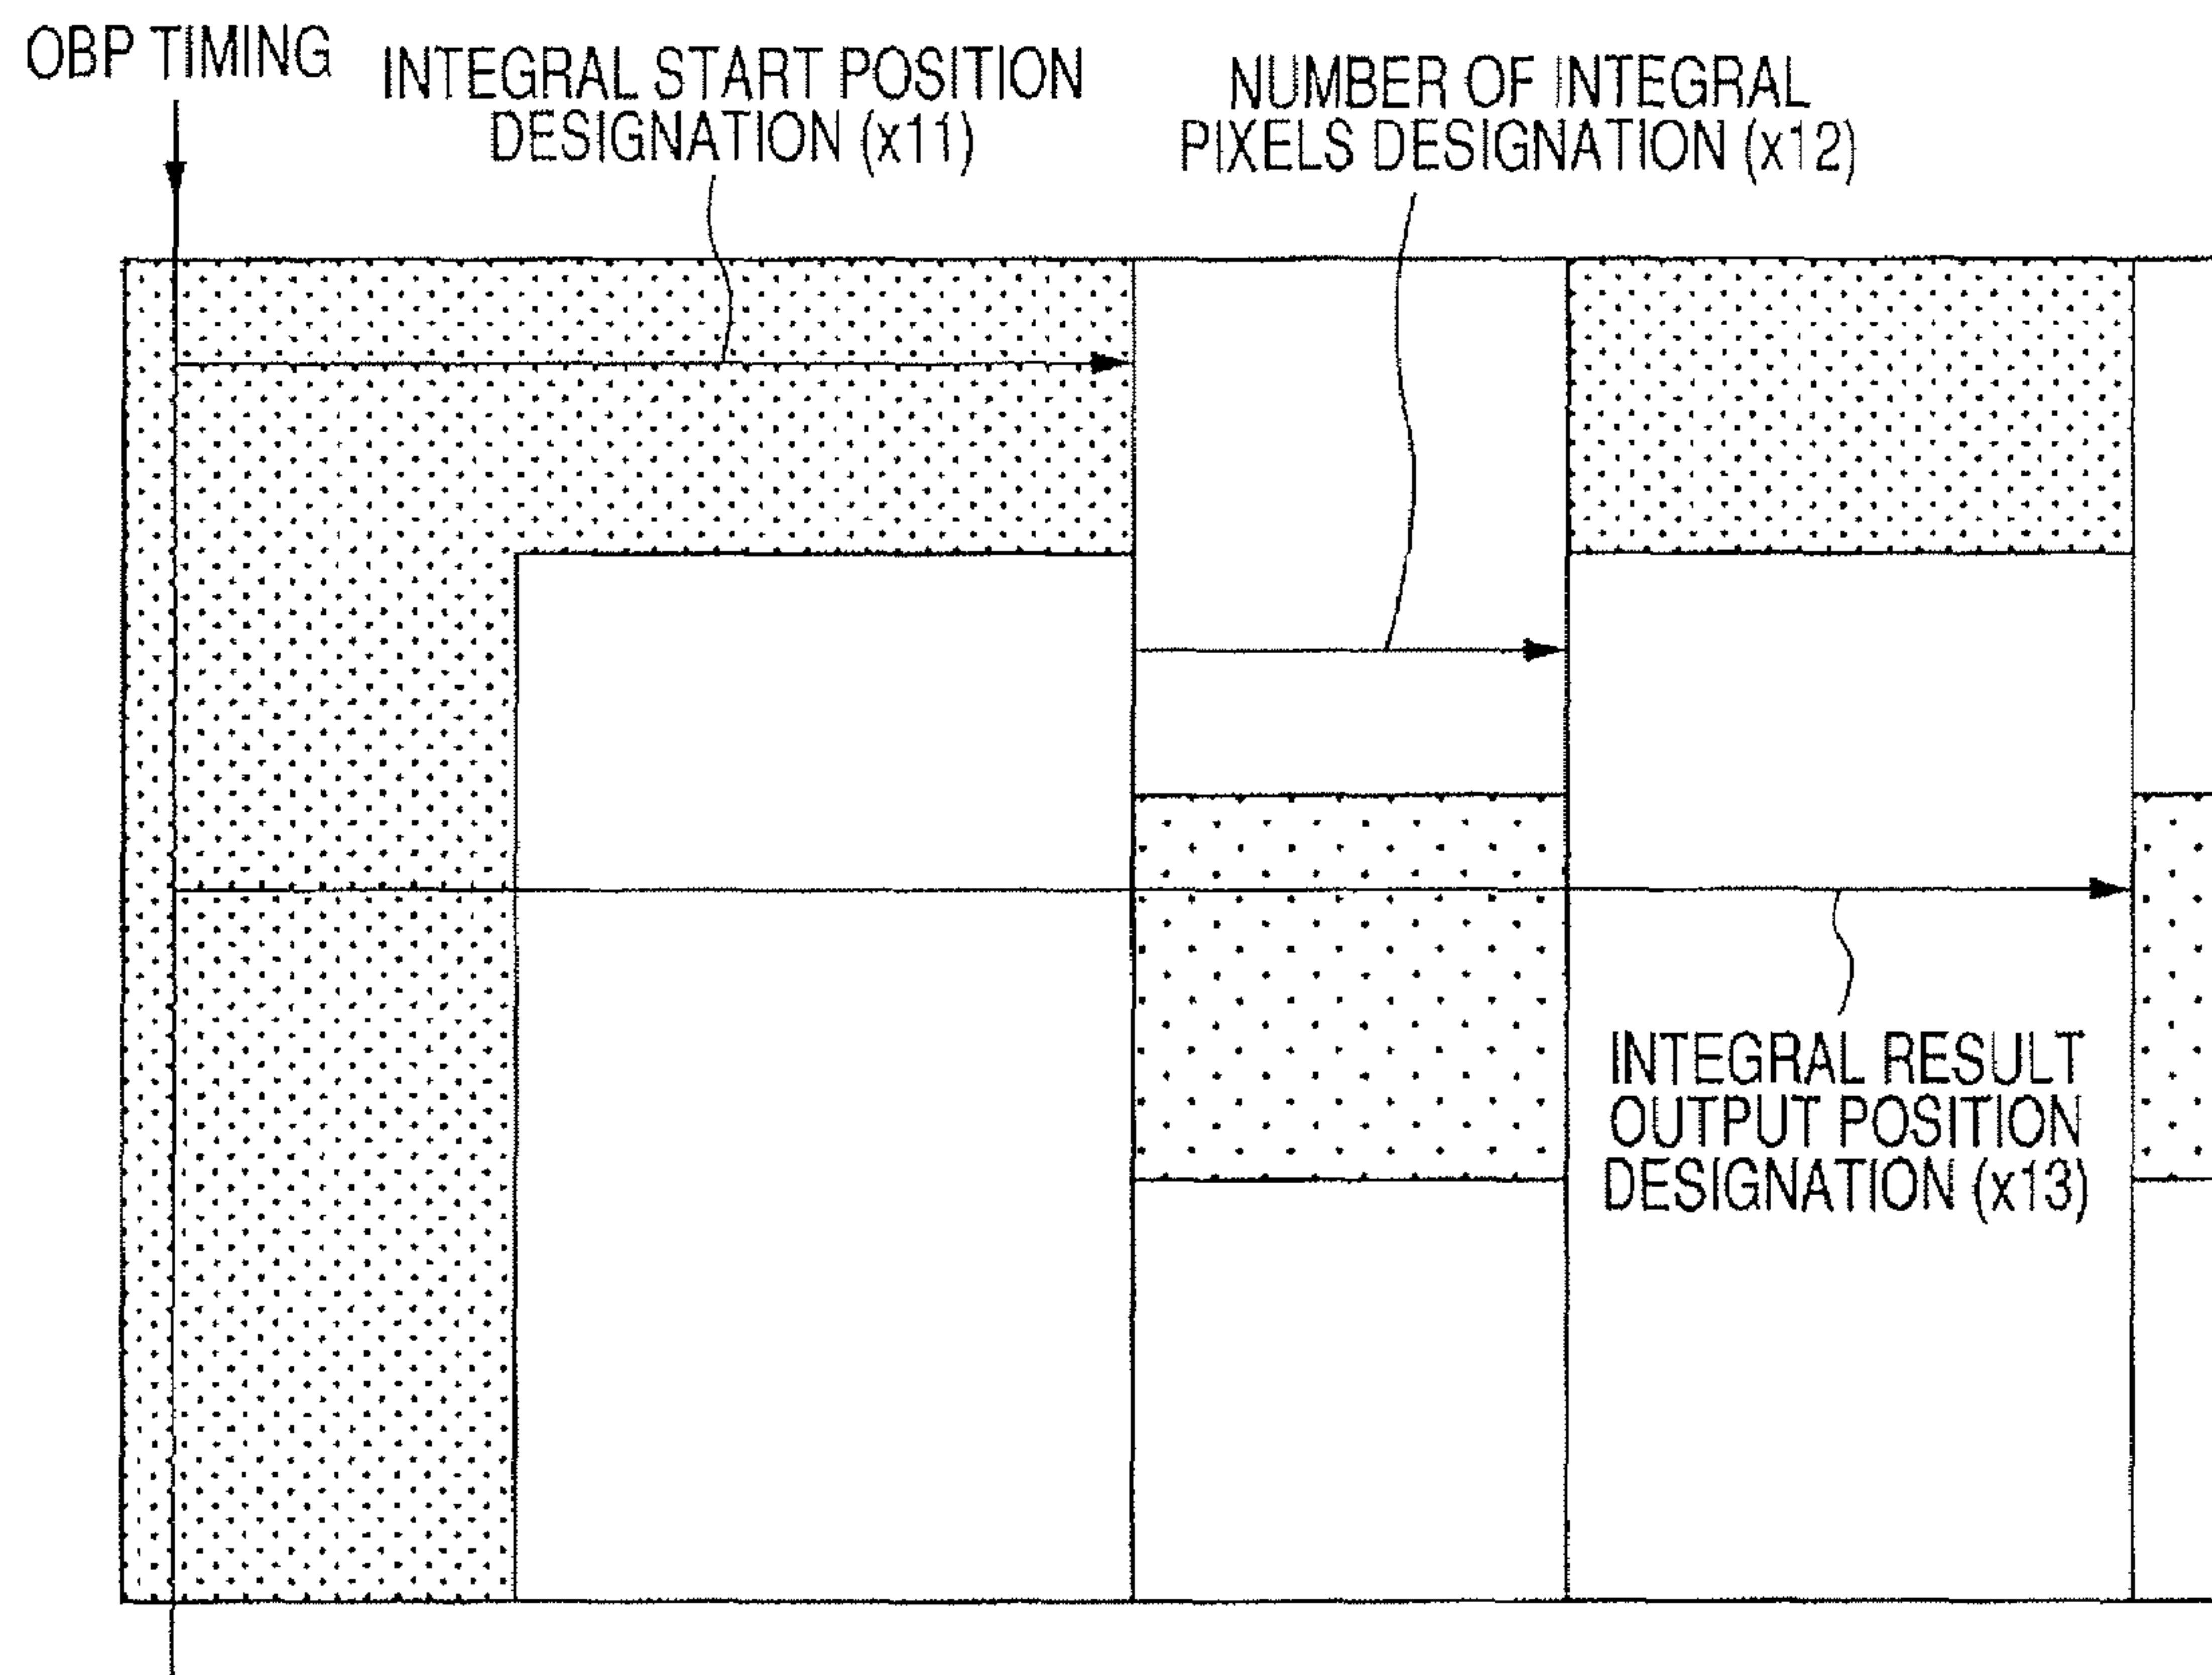 OBP TIMING
INTEGRAL START POSITION
DESIGNATION (x11)
NUMBER OF INTEGRAL
PIXELS DESIGNATION (x12)
INTEGRAL RESULT
OUTPUT POSITION
DESIGNATION (x13)